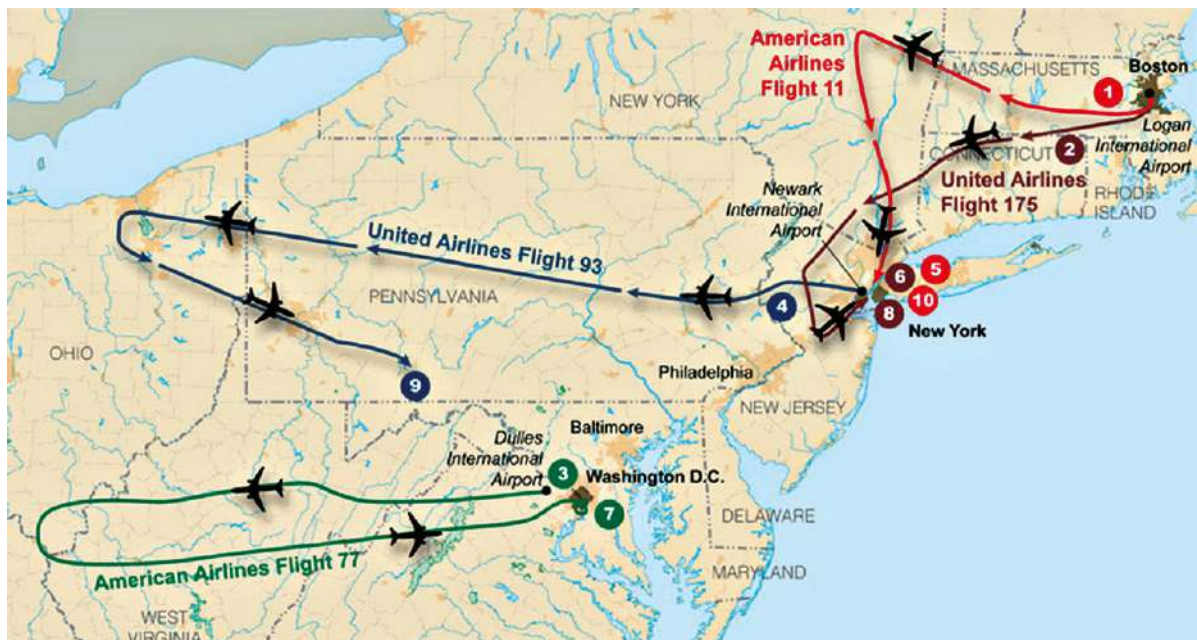 American
Airlines
Flight 11
MASSACHUSETTS
Boston
1
NEW YORK
Logan
International
Airport
CONNECTICUT
2
United Airlines
Flight 175
RHODE
ISLAND
Newark
International
Airport
United Airlines Flight 93
PENNSYLVANIA
4
6
5
10
8
New York
OHIO
9
Philadelphia
NEW JERSEY
Baltimore
Dulles
International
Airport
3
Washington D.C.
7
American Airlines Flight 77
DELAWARE
MARYLAND
WEST
VIRGINIA